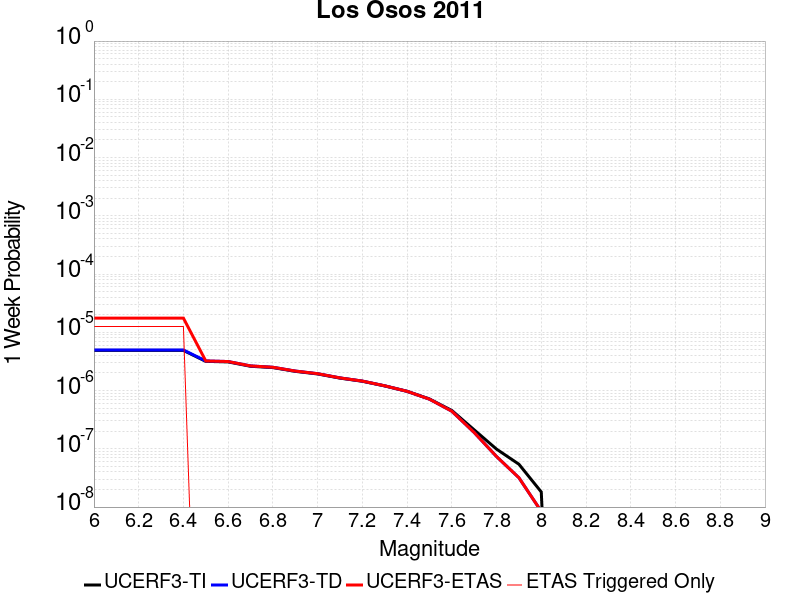 Los Osos 2011
10^0
10^-1
10^-2
10^-3
10^-4
10^-5
10^-6
10^-7
10^-8
1 Week Probability
6 6.2 6.4 6.6 6.8 7 7.2 7.4 7.6 7.8 8 8.2 8.4 8.6 8.8 9
Magnitude
UCERF3-TI UCERF3-TD UCERF3-ETAS ETAS Triggered Only